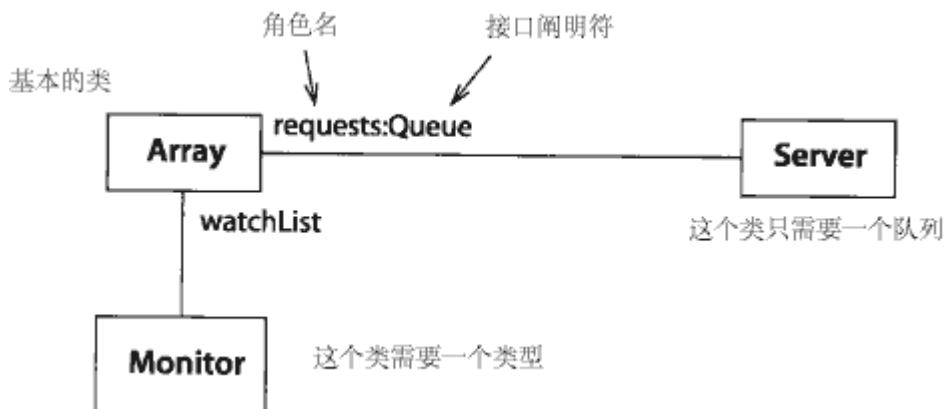 角色名
接口阐明符
基本的类
requests:Queue
Array
Server
watchList
这个类只需要一个队列
Monitor
这个类需要一个类型